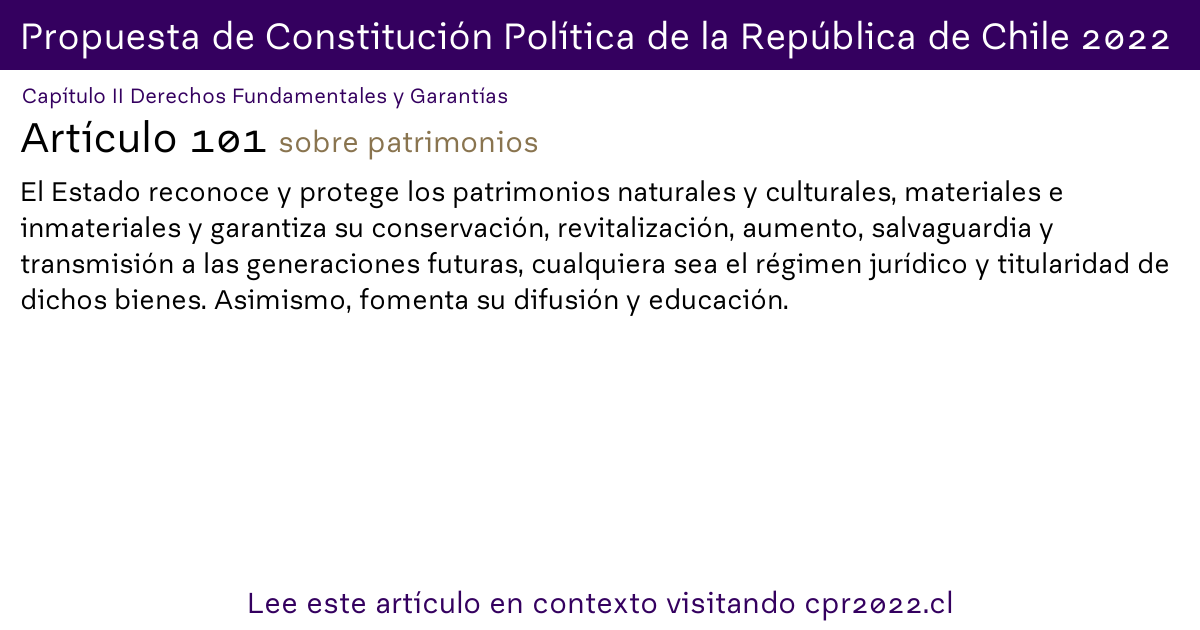 Propuesta de Constitución Política de la República de Chile 2022
Capítulo II Derechos Fundamentales y Garantías
Artículo 101 sobre patrimonios
El Estado reconoce y protege los patrimonios naturales y culturales, materiales e
inmateriales y garantiza su conservación, revitalización, aumento, salvaguardia y
transmisión a las generaciones futuras, cualquiera sea el régimen jurídico y titularidad de
dichos bienes. Asimismo, fomenta su difusión y educación.
Lee este artículo en contexto visitando cpr2022.cl